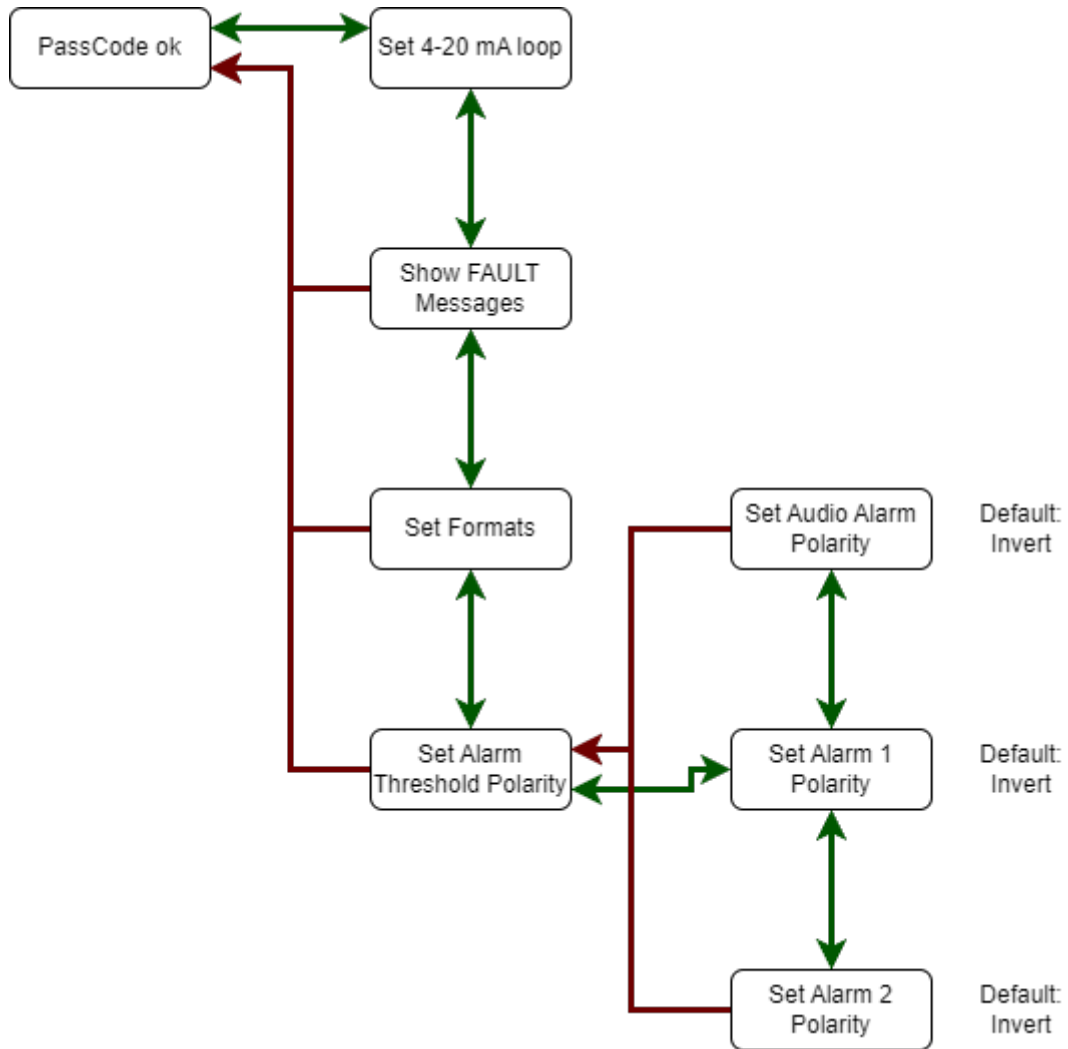 PassCode ok
Set 4-20 mA loop
Show FAULT
Messages
Set Formats
Set Audio Alarm
Polarity
Default:
Invert
Set Alarm
Threshold Polarity
Set Alarm 1
Polarity
Default:
Invert
Set Alarm 2
Polarity
Default:
Invert